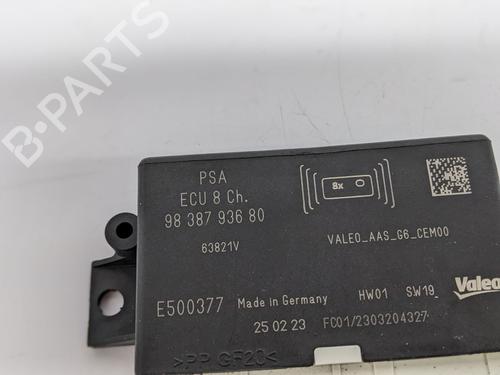 B-PARTS
PSA
ECU 8 Ch.
98 387 936 80
63821V
8x
VALEO_AAS_G6_CEM00
E500377 Made in Germany HW01 SW19 Valeo
25 02 23 FC01/2303204327
>PP GF20<